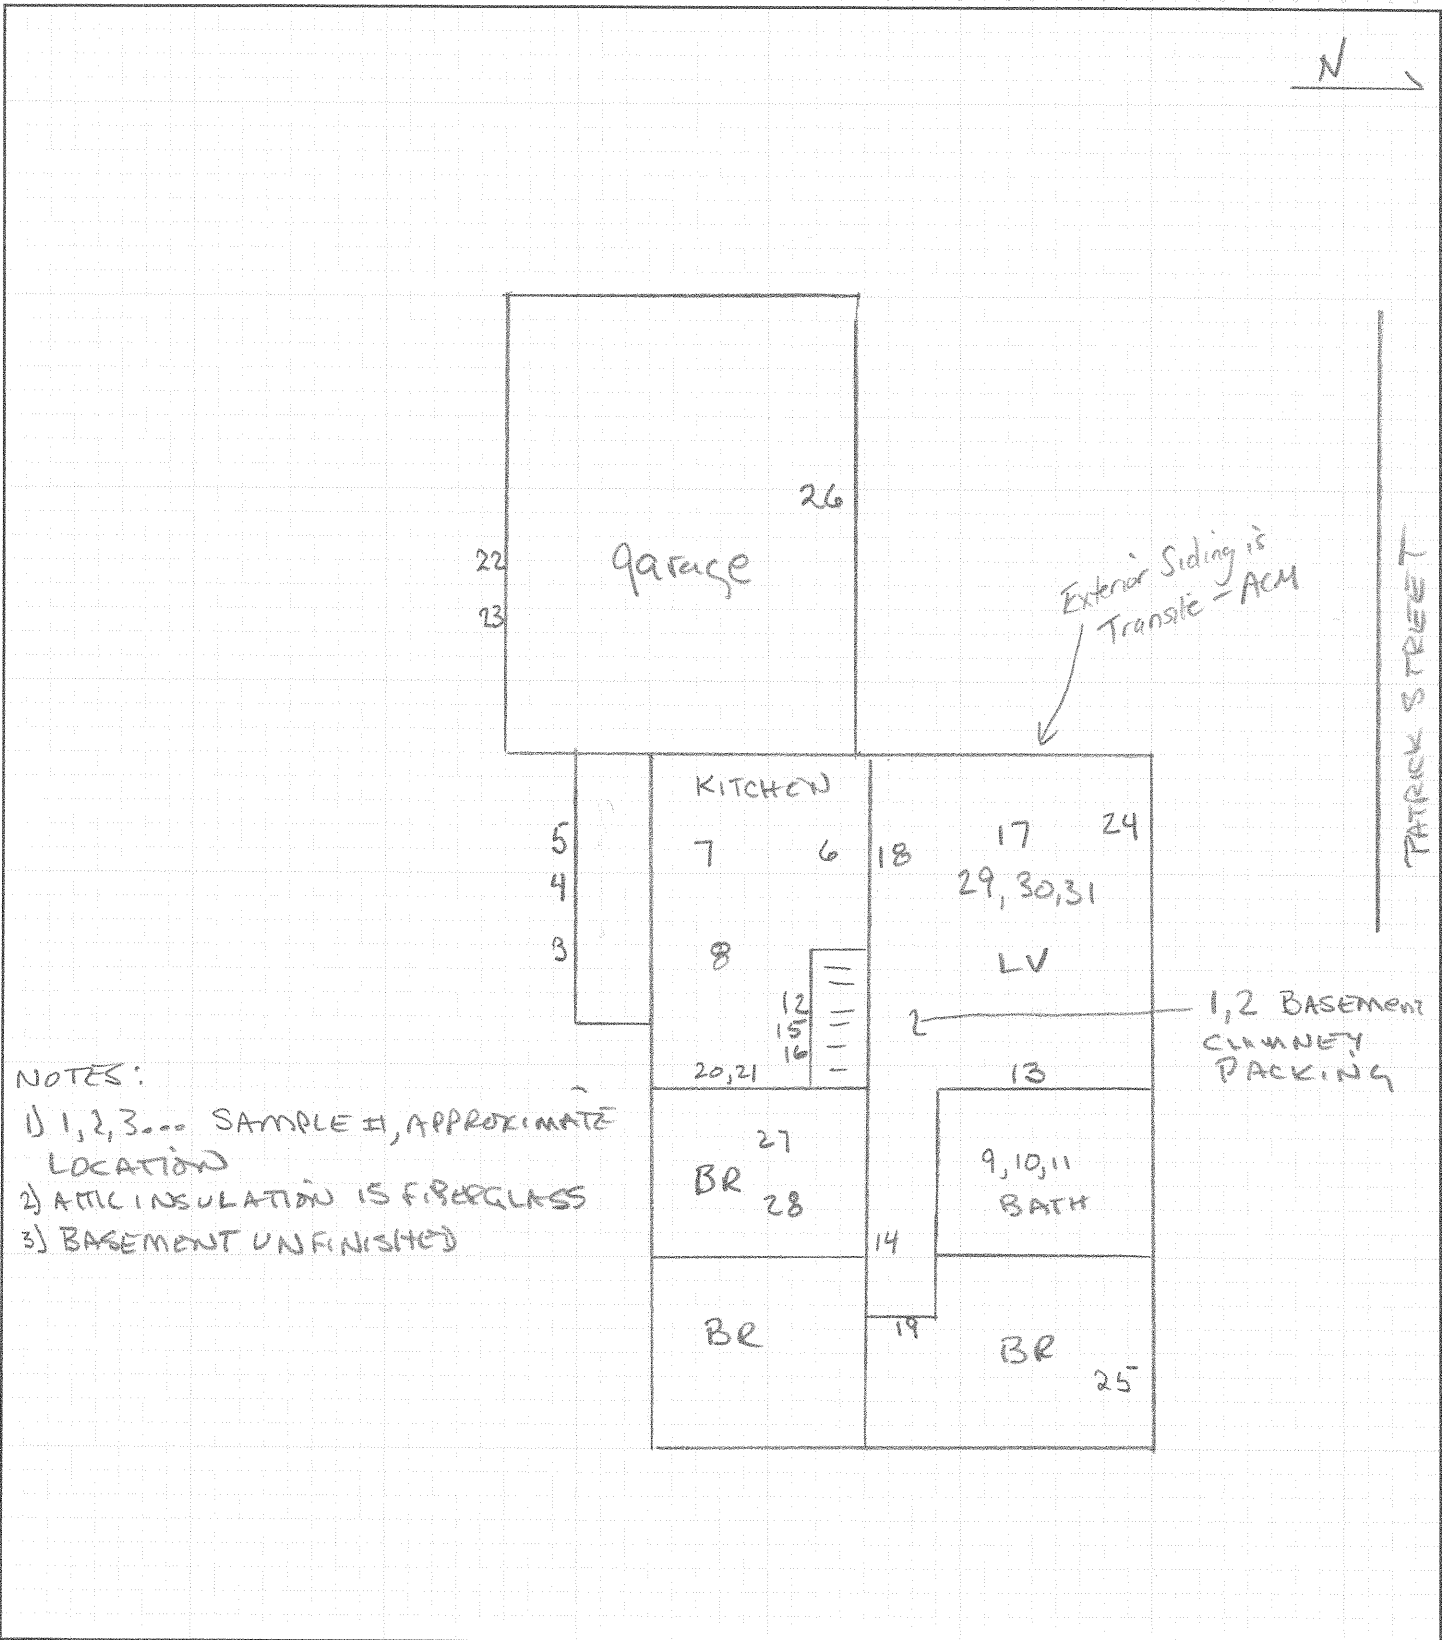 N
26
22
garage
23
Exterior Siding is
Transite - ACM
PATRICK STREET
KITCHEN
5
7
6
18
17
24
4
29, 30, 31
3
8
LV
12
15
16
2
1, 2 BASEMENT
CHIMNEY
PACKING
20, 21
13
NOTES:
1) 1, 2, 3... SAMPLE #, APPROXIMATE
LOCATION
2) ATTIC INSULATION IS FIBERGLASS
3) BASEMENT UNFINISHED
27
BR
28
9, 10, 11
BATH
14
BR
19
BR
25